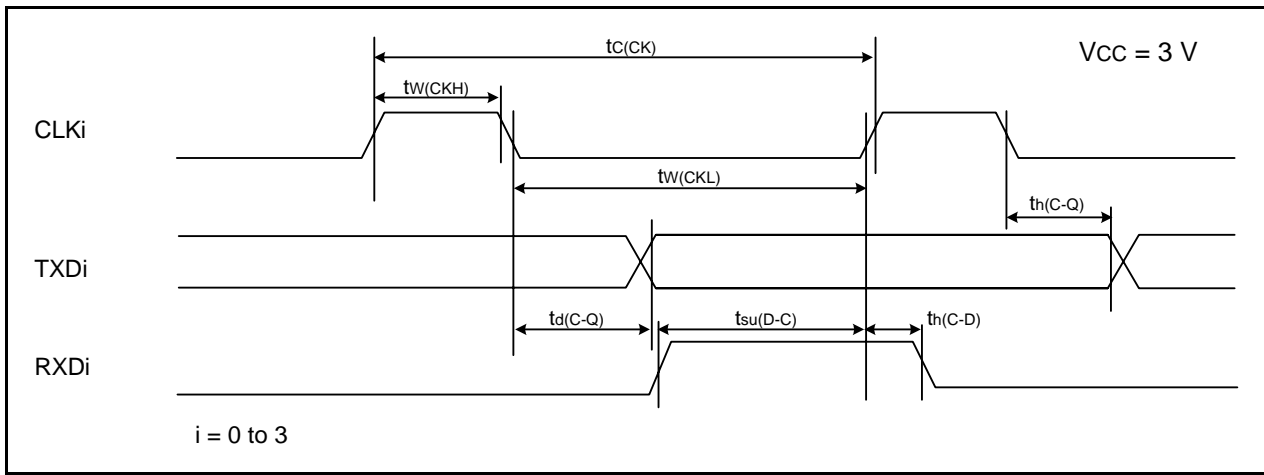 tC(CK)
VCC = 3 V
tW(CKH)
CLKi
tW(CKL)
th(C-Q)
TXDi
td(C-Q)
tsu(D-C)
th(C-D)
RXDi
i = 0 to 3